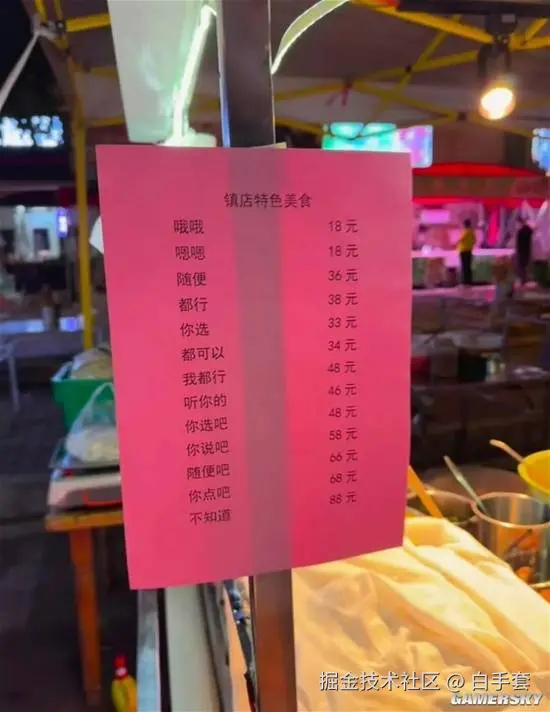 镇店特色美食
哦哦 18元
嗯嗯 18元
随便 36元
都行 38元
你选 33元
都可以 34元
我都行 48元
听你的 46元
你选吧 48元
你说吧 58元
随便吧 66元
你点吧 68元
不知道 88元
掘金技术社区 @ 白手套
GAMERSKY